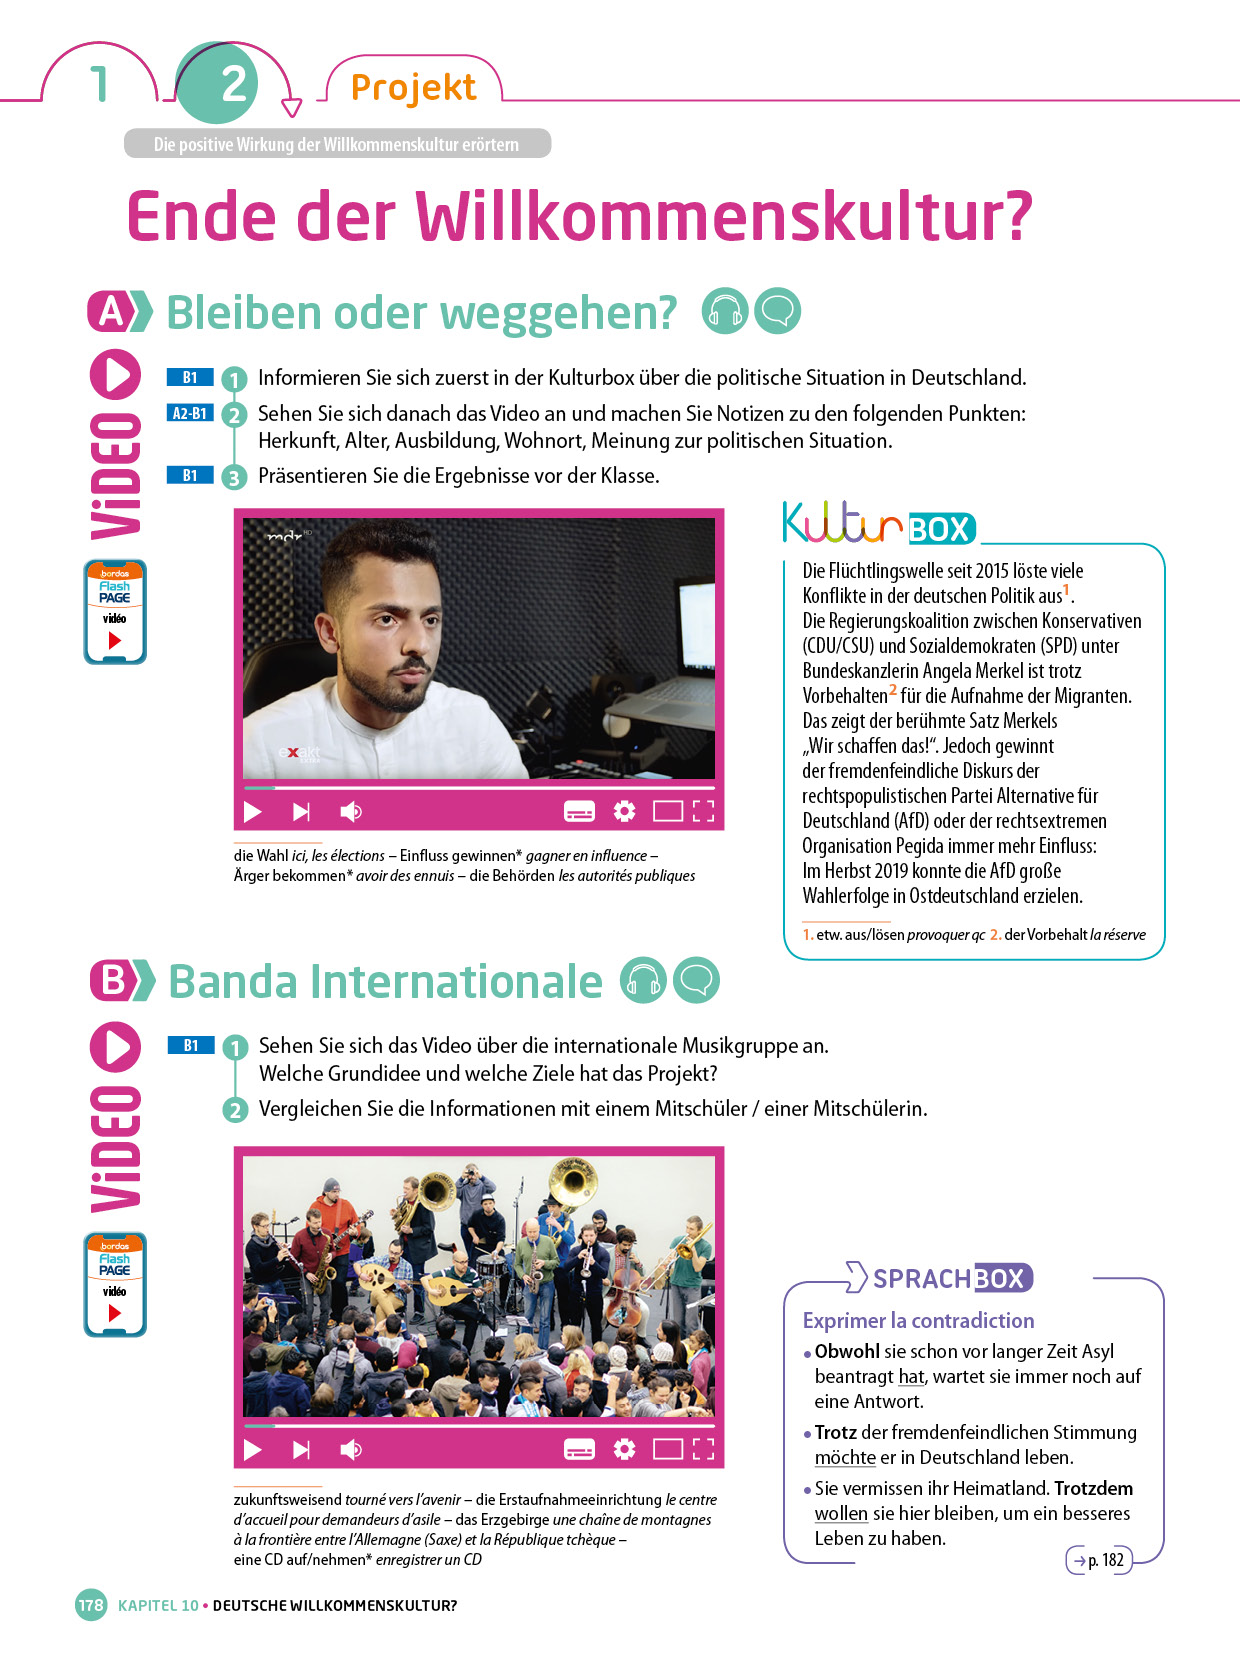 1
2
Projekt
Die positive Wirkung der Willkommenskultur erörtern
Ende der Willkommenskultur?
A Bleiben oder weggehen?
ViDEO
bordas
Flash
PAGE
vidéo
B1 1 Informieren Sie sich zuerst in der Kulturbox über die politische Situation in Deutschland.
A2-B1 2 Sehen Sie sich danach das Video an und machen Sie Notizen zu den folgenden Punkten:
Herkunft, Alter, Ausbildung, Wohnort, Meinung zur politischen Situation.
B1 3 Präsentieren Sie die Ergebnisse vor der Klasse.
mdr HD
exakt
die Wahl ici, les élections – Einfluss gewinnen* gagner en influence –
Ärger bekommen* avoir des ennuis – die Behörden les autorités publiques
Kultur BOX
Die Flüchtlingswelle seit 2015 löste viele
Konflikte in der deutschen Politik aus1.
Die Regierungskoalition zwischen Konservativen
(CDU/CSU) und Sozialdemokraten (SPD) unter
Bundeskanzlerin Angela Merkel ist trotz
Vorbehalten2 für die Aufnahme der Migranten.
Das zeigt der berühmte Satz Merkels
„Wir schaffen das!“. Jedoch gewinnt
der fremdenfeindliche Diskurs der
rechtspopulistischen Partei Alternative für
Deutschland (AfD) oder der rechtsextremen
Organisation Pegida immer mehr Einfluss:
Im Herbst 2019 konnte die AfD große
Wahlerfolge in Ostdeutschland erzielen.
1. etw. aus/lösen provoquer qc 2. der Vorbehalt la réserve
B Banda Internationale
ViDEO
bordas
Flash
PAGE
vidéo
B1 1 Sehen Sie sich das Video über die internationale Musikgruppe an.
Welche Grundidee und welche Ziele hat das Projekt?
2 Vergleichen Sie die Informationen mit einem Mitschüler / einer Mitschülerin.
zukunftsweisend tourné vers l’avenir – die Erstaufnahmeeinrichtung le centre
d’accueil pour demandeurs d’asile – das Erzgebirge une chaîne de montagnes
à la frontière entre l’Allemagne (Saxe) et la République tchèque –
eine CD auf/nehmen* enregistrer un CD
SPRACHBOX
Exprimer la contradiction
• Obwohl sie schon vor langer Zeit Asyl
beantragt hat, wartet sie immer noch auf
eine Antwort.
• Trotz der fremdenfeindlichen Stimmung
möchte er in Deutschland leben.
• Sie vermissen ihr Heimatland. Trotzdem
wollen sie hier bleiben, um ein besseres
Leben zu haben.
→ p. 182
178 KAPITEL 10 • DEUTSCHE WILLKOMMENSKULTUR?